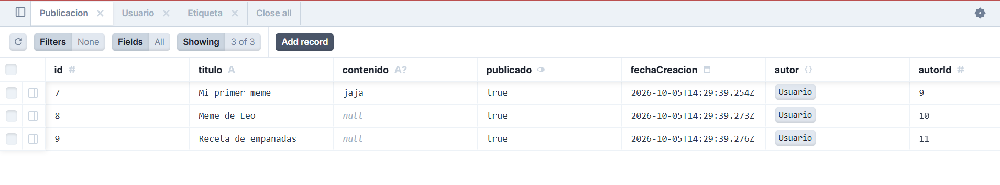 Publicacion Usuario Etiqueta Close all
Filters None Fields All Showing 3 of 3 Add record
id # titulo A contenido A? publicado fechaCreacion autor {} autorId #
7 Mi primer meme jaja true 2026-10-05T14:29:39.254Z Usuario 9
8 Meme de Leo null true 2026-10-05T14:29:39.273Z Usuario 10
9 Receta de empanadas null true 2026-10-05T14:29:39.276Z Usuario 11